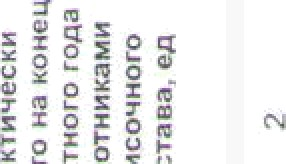 ктически
го на конец
тного года
отниками
исочного
става, ед
2